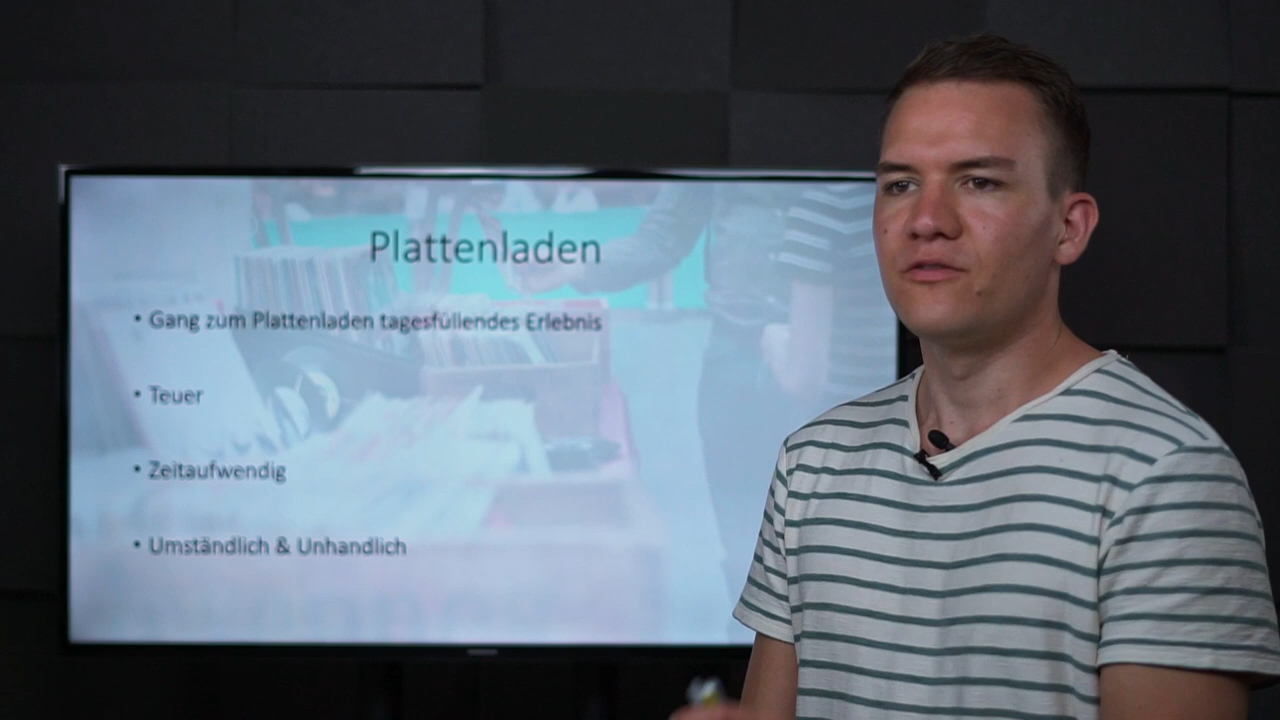 Plattenladen
• Gang zum Plattenladen tagesfüllendes Erlebnis
• Teuer
• Zeitaufwendig
• Umständlich & Unhandlich